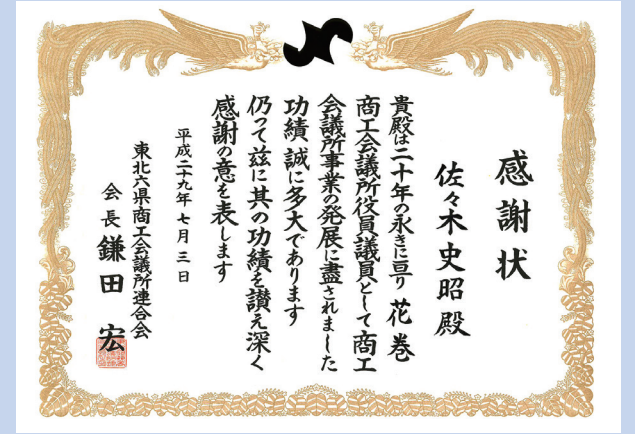 感謝状
佐々木史昭殿
貴殿は二十年の永きに亘り花巻
商工会議所役員議員として商工
会議所事業の発展に盡されました
功績誠に多大であります
仍って茲に其の功績を讃え深く
感謝の意を表します
平成二十九年七月三日
東北六県商工会議所連合会
会長鎌田宏